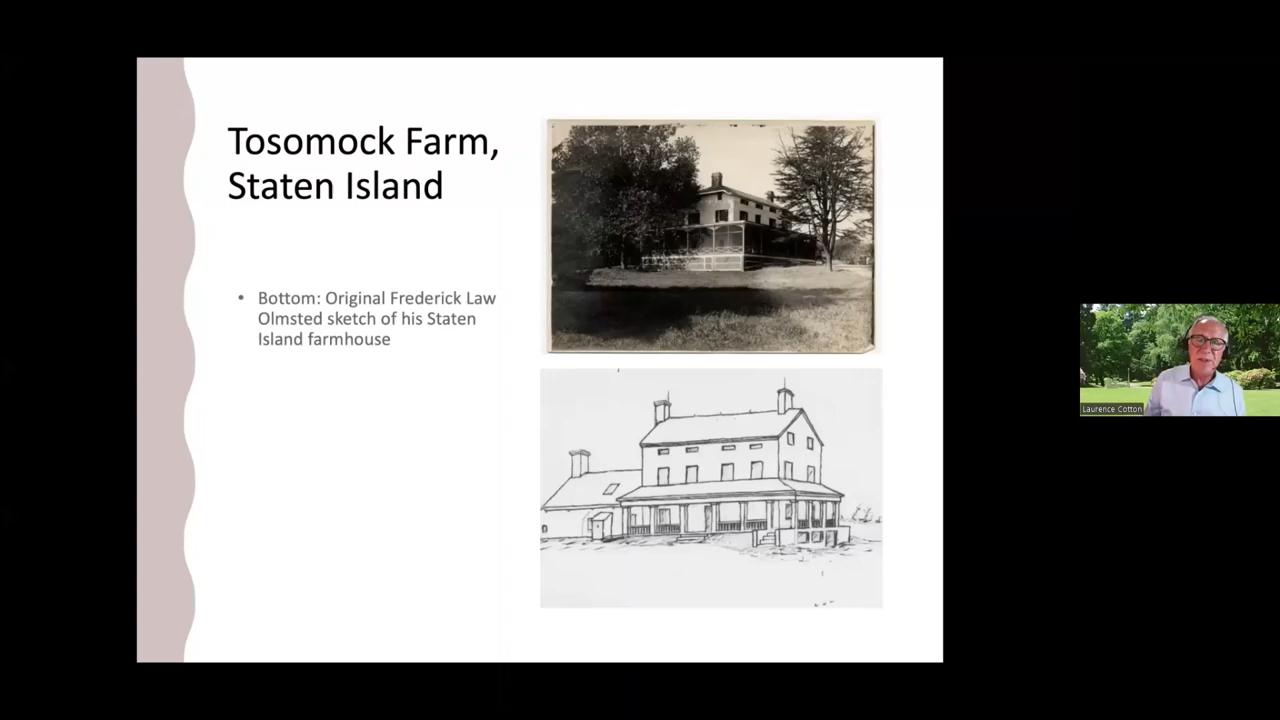 Tosomock Farm,
Staten Island
• Bottom: Original Frederick Law
Olmsted sketch of his Staten
Island farmhouse
Laurence Cotton